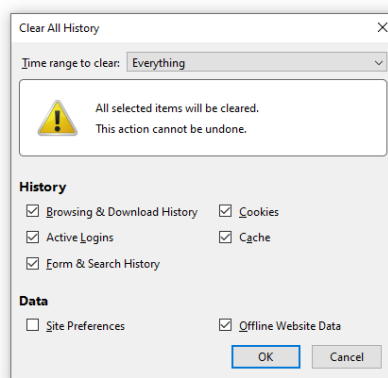 Clear All History
Time range to clear: Everything
All selected items will be cleared.
This action cannot be undone.
History
Browsing & Download History Cookies
Active Logins Cache
Form & Search History
Data
Site Preferences Offline Website Data
OK Cancel